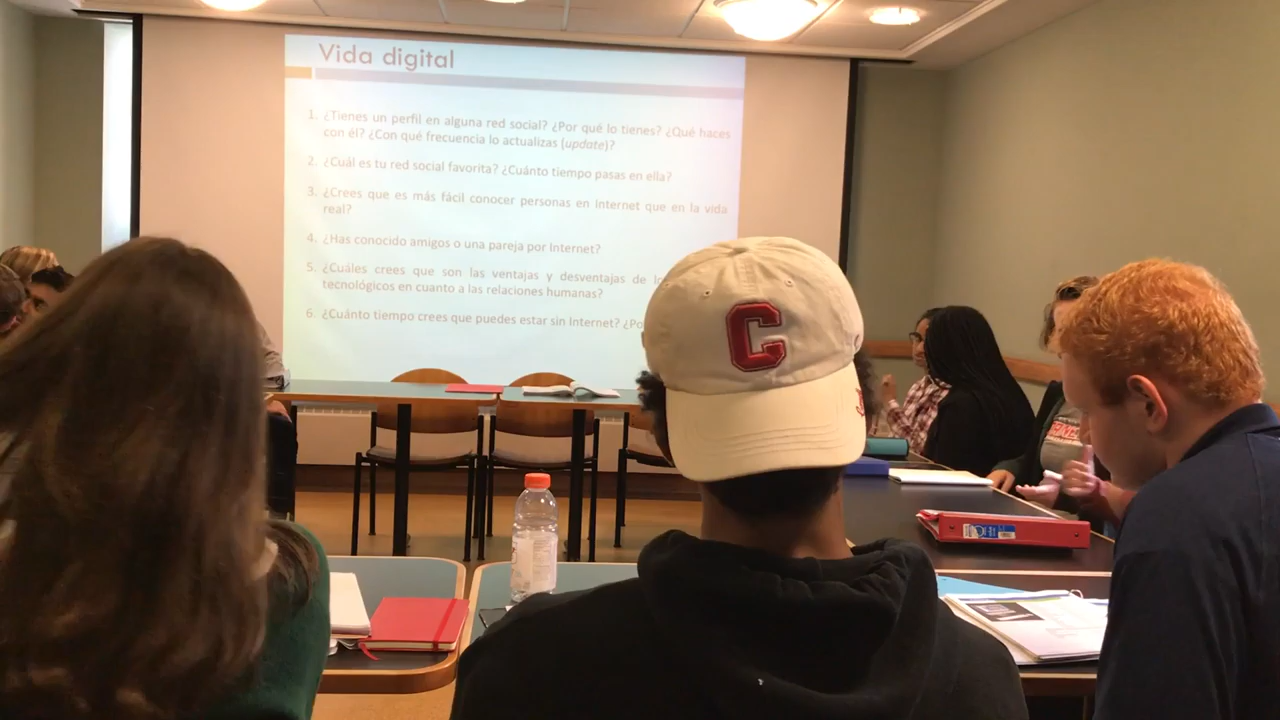 Vida digital
1. ¿Tienes un perfil en alguna red social? ¿Por qué lo tienes? ¿Qué haces
con él? ¿Con qué frecuencia lo actualizas (update)?
2. ¿Cuál es tu red social favorita? ¿Cuánto tiempo pasas en ella?
3. ¿Crees que es más fácil conocer personas en Internet que en la vida
real?
4. ¿Has conocido amigos o una pareja por Internet?
5. ¿Cuáles crees que son las ventajas y desventajas de
tecnológicos en cuanto a las relaciones humanas?
6. ¿Cuánto tiempo crees que puedes estar sin Internet?
C